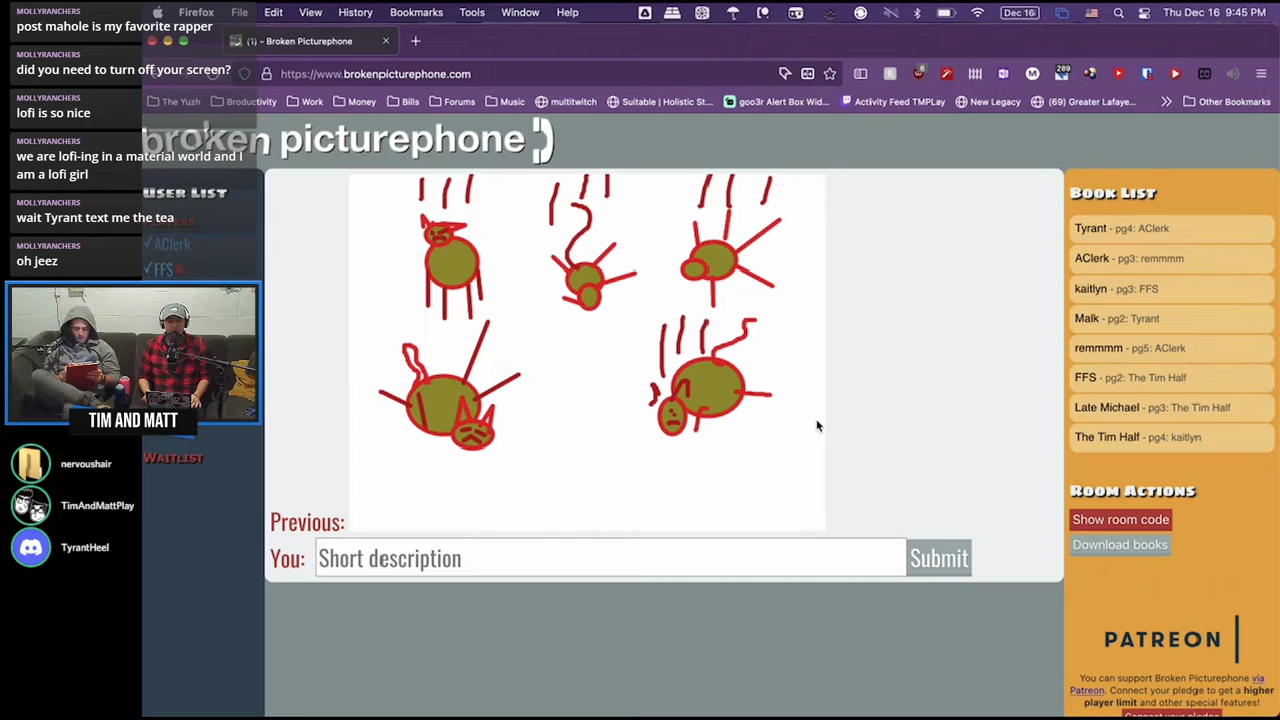 MOLLYRANCHERS
post mahole is my favorite rapper
MOLLYRANCHERS
did you need to turn off your screen?
MOLLYRANCHERS
lofi is so nice
MOLLYRANCHERS
we are lofi-ing in a material world and I
am a lofi girl
MOLLYRANCHERS
wait Tyrant text me the tea
MOLLYRANCHERS
oh jeez
Firefox File Edit View History Bookmarks Tools Window Help
Dec 16 Thu Dec 16 9:45 PM
(1) - Broken Picturephone
https://www.brokenpicturephone.com
289
The Yuzh Broductivity Work Money Bills Forums Music multitwitch Suitable | Holistic St... goo3r Alert Box Wid... Activity Feed TMPLay New Legacy (69) Greater Lafaye... Other Bookmarks
broken picturephone
User List
AClerk
FFS
TIM AND MATT
Waitlist
nervoushair
TimAndMattPlay
TyrantHeel
Previous:
You: Short description Submit
Book List
Tyrant - pg4: AClerk
AClerk - pg3: remmmm
kaitlyn - pg3: FFS
Malk - pg2: Tyrant
remmmm - pg5: AClerk
FFS - pg2: The Tim Half
Late Michael - pg3: The Tim Half
The Tim Half - pg4: kaitlyn
Room Actions
Show room code
Download books
PATREON
You can support Broken Picturephone via
Patreon. Connect your pledge to get a higher
player limit and other special features!
Connect your pledge